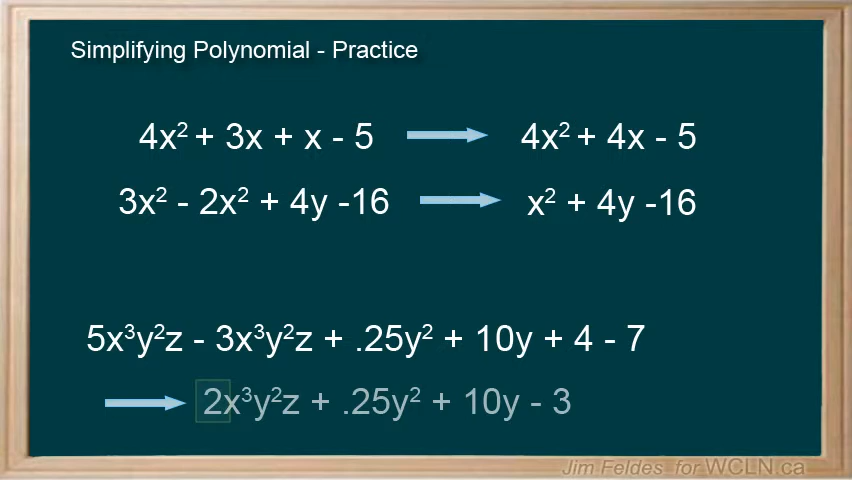 Simplifying Polynomial - Practice
4x² + 3x + x - 5 4x² + 4x - 5
3x² - 2x² + 4y -16 x² + 4y -16
5x³y²z - 3x³y²z + .25y² + 10y + 4 - 7
2x³y²z + .25y² + 10y - 3
Jim Feldes for WCLN.ca